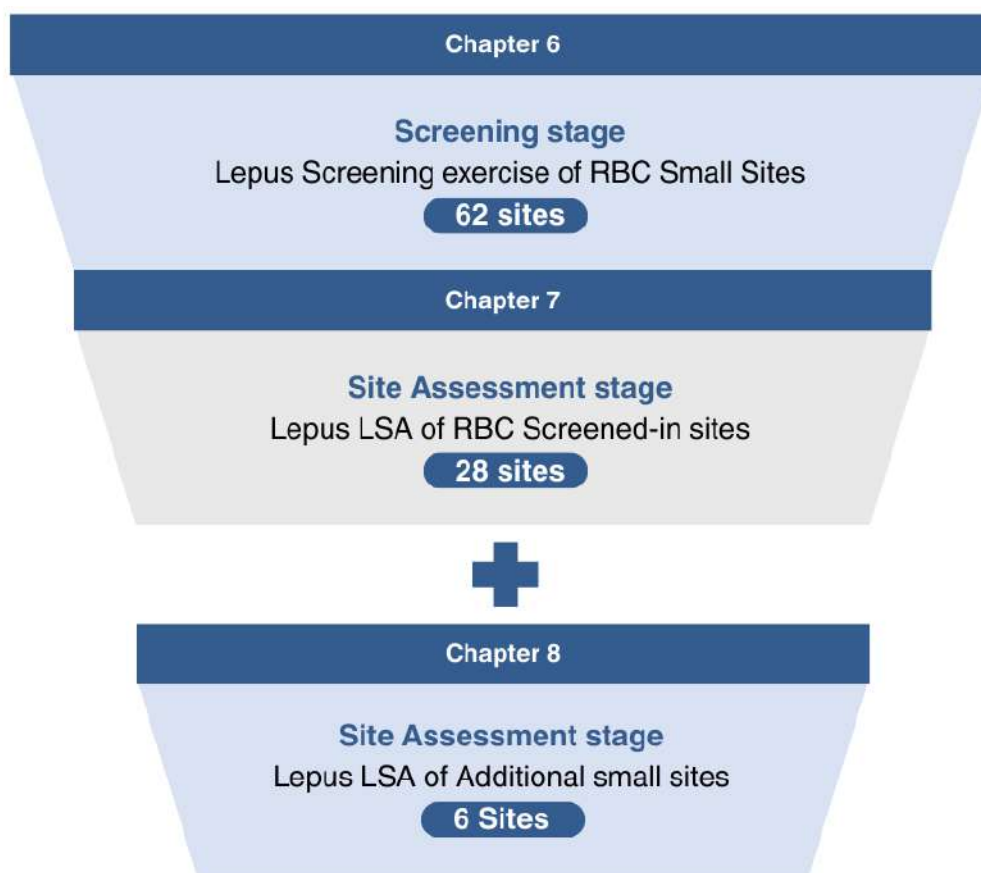 Chapter 6
Screening stage
Lepus Screening exercise of RBC Small Sites
62 sites
Chapter 7
Site Assessment stage
Lepus LSA of RBC Screened-in sites
28 sites
Chapter 8
Site Assessment stage
Lepus LSA of Additional small sites
6 Sites